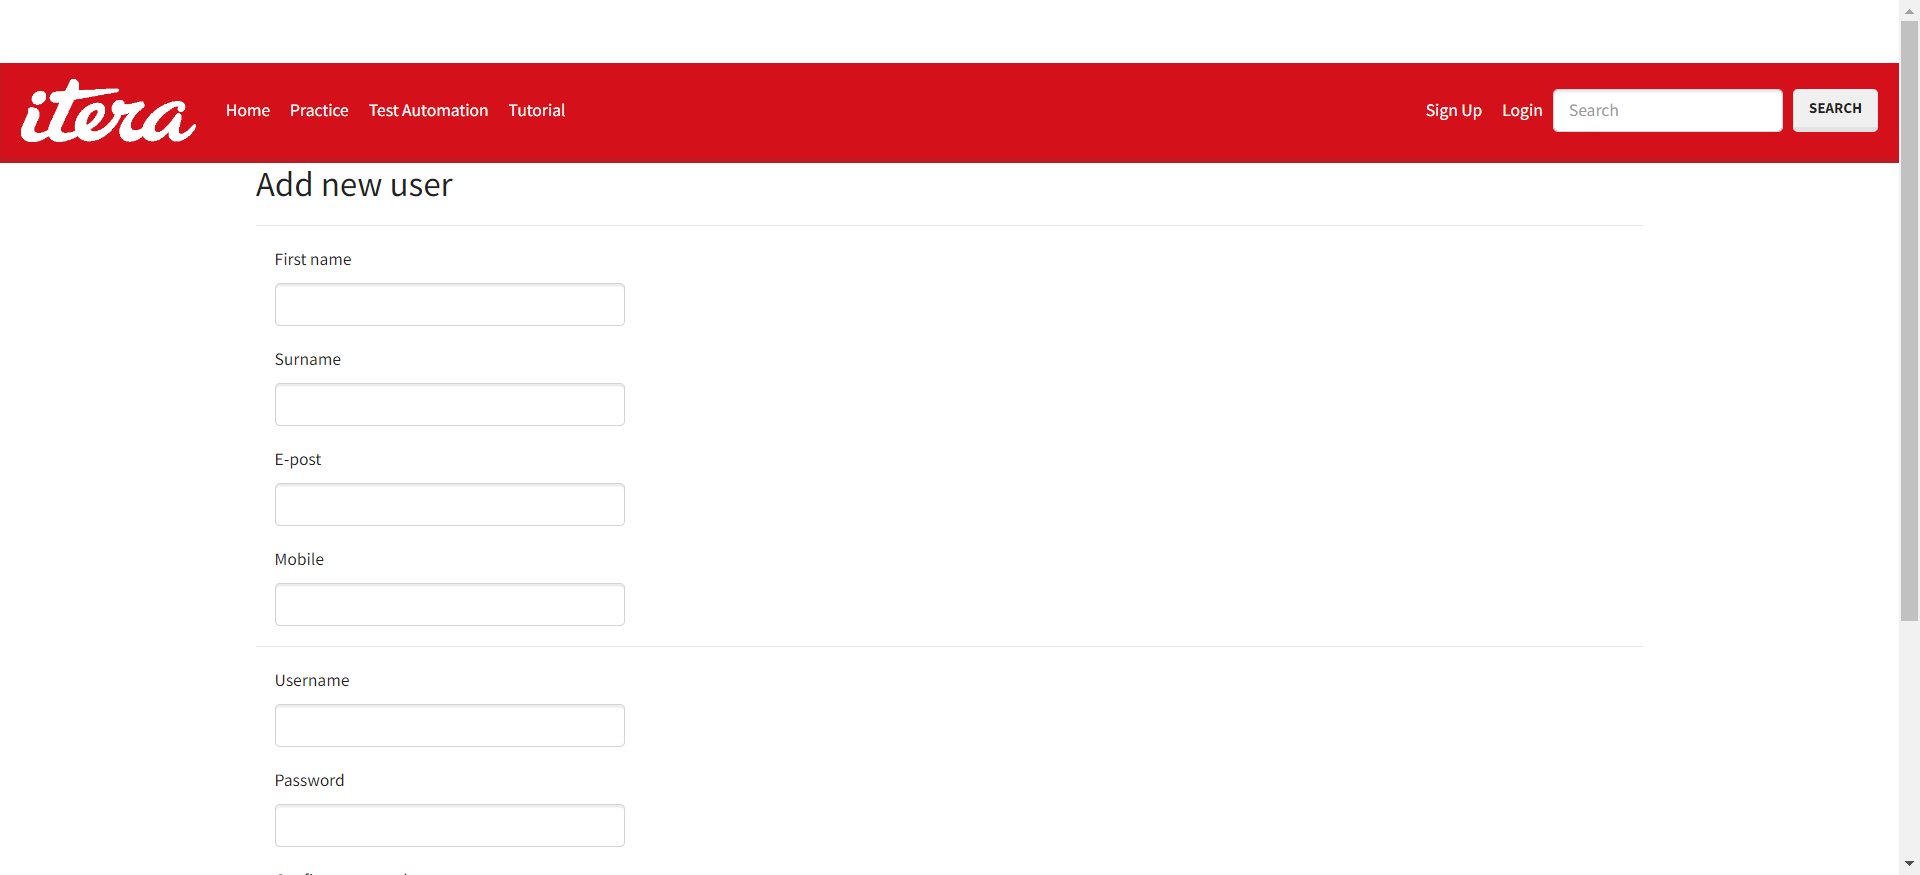 itera Home Practice Test Automation Tutorial Sign Up Login Search SEARCH
Add new user
First name
Surname
E-post
Mobile
Username
Password